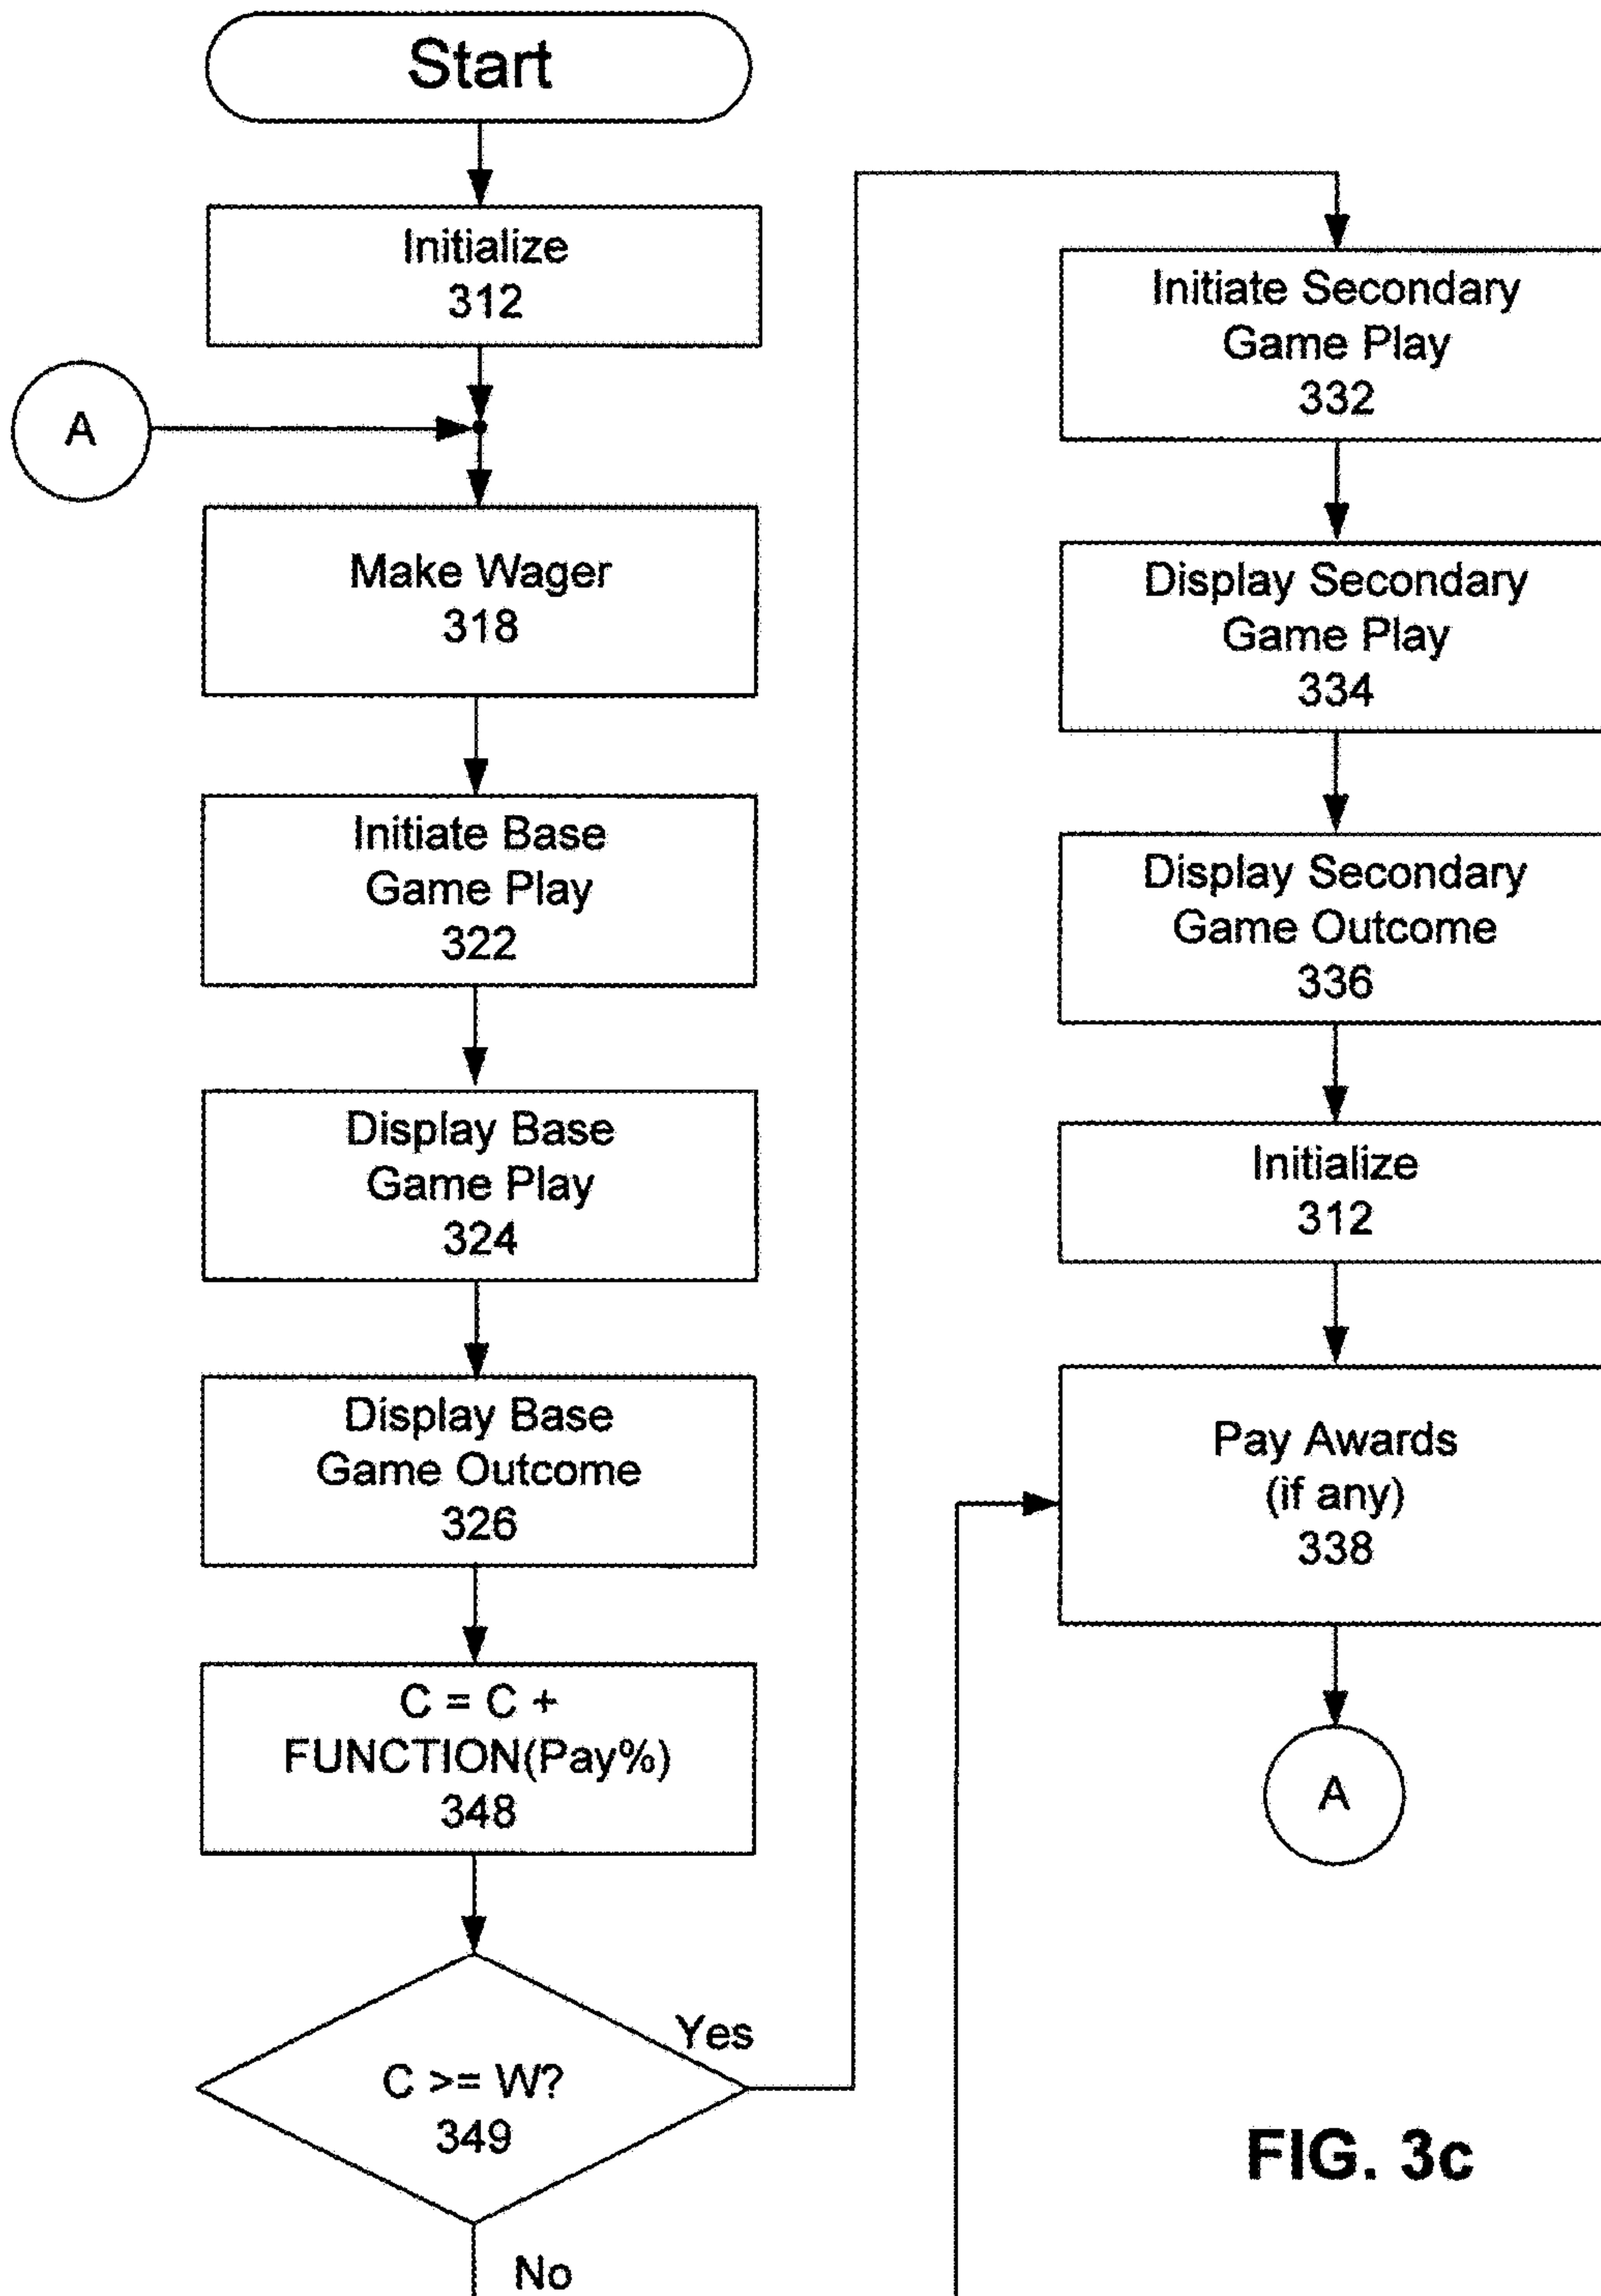 Start
Initialize
312
A
Make Wager
318
Initiate Base
Game Play
322
Display Base
Game Play
324
Display Base
Game Outcome
326
C = C +
FUNCTION(Pay%)
348
C >= W?
349
Yes
No
Initiate Secondary
Game Play
332
Display Secondary
Game Play
334
Display Secondary
Game Outcome
336
Initialize
312
Pay Awards
(if any)
338
A
FIG. 3c